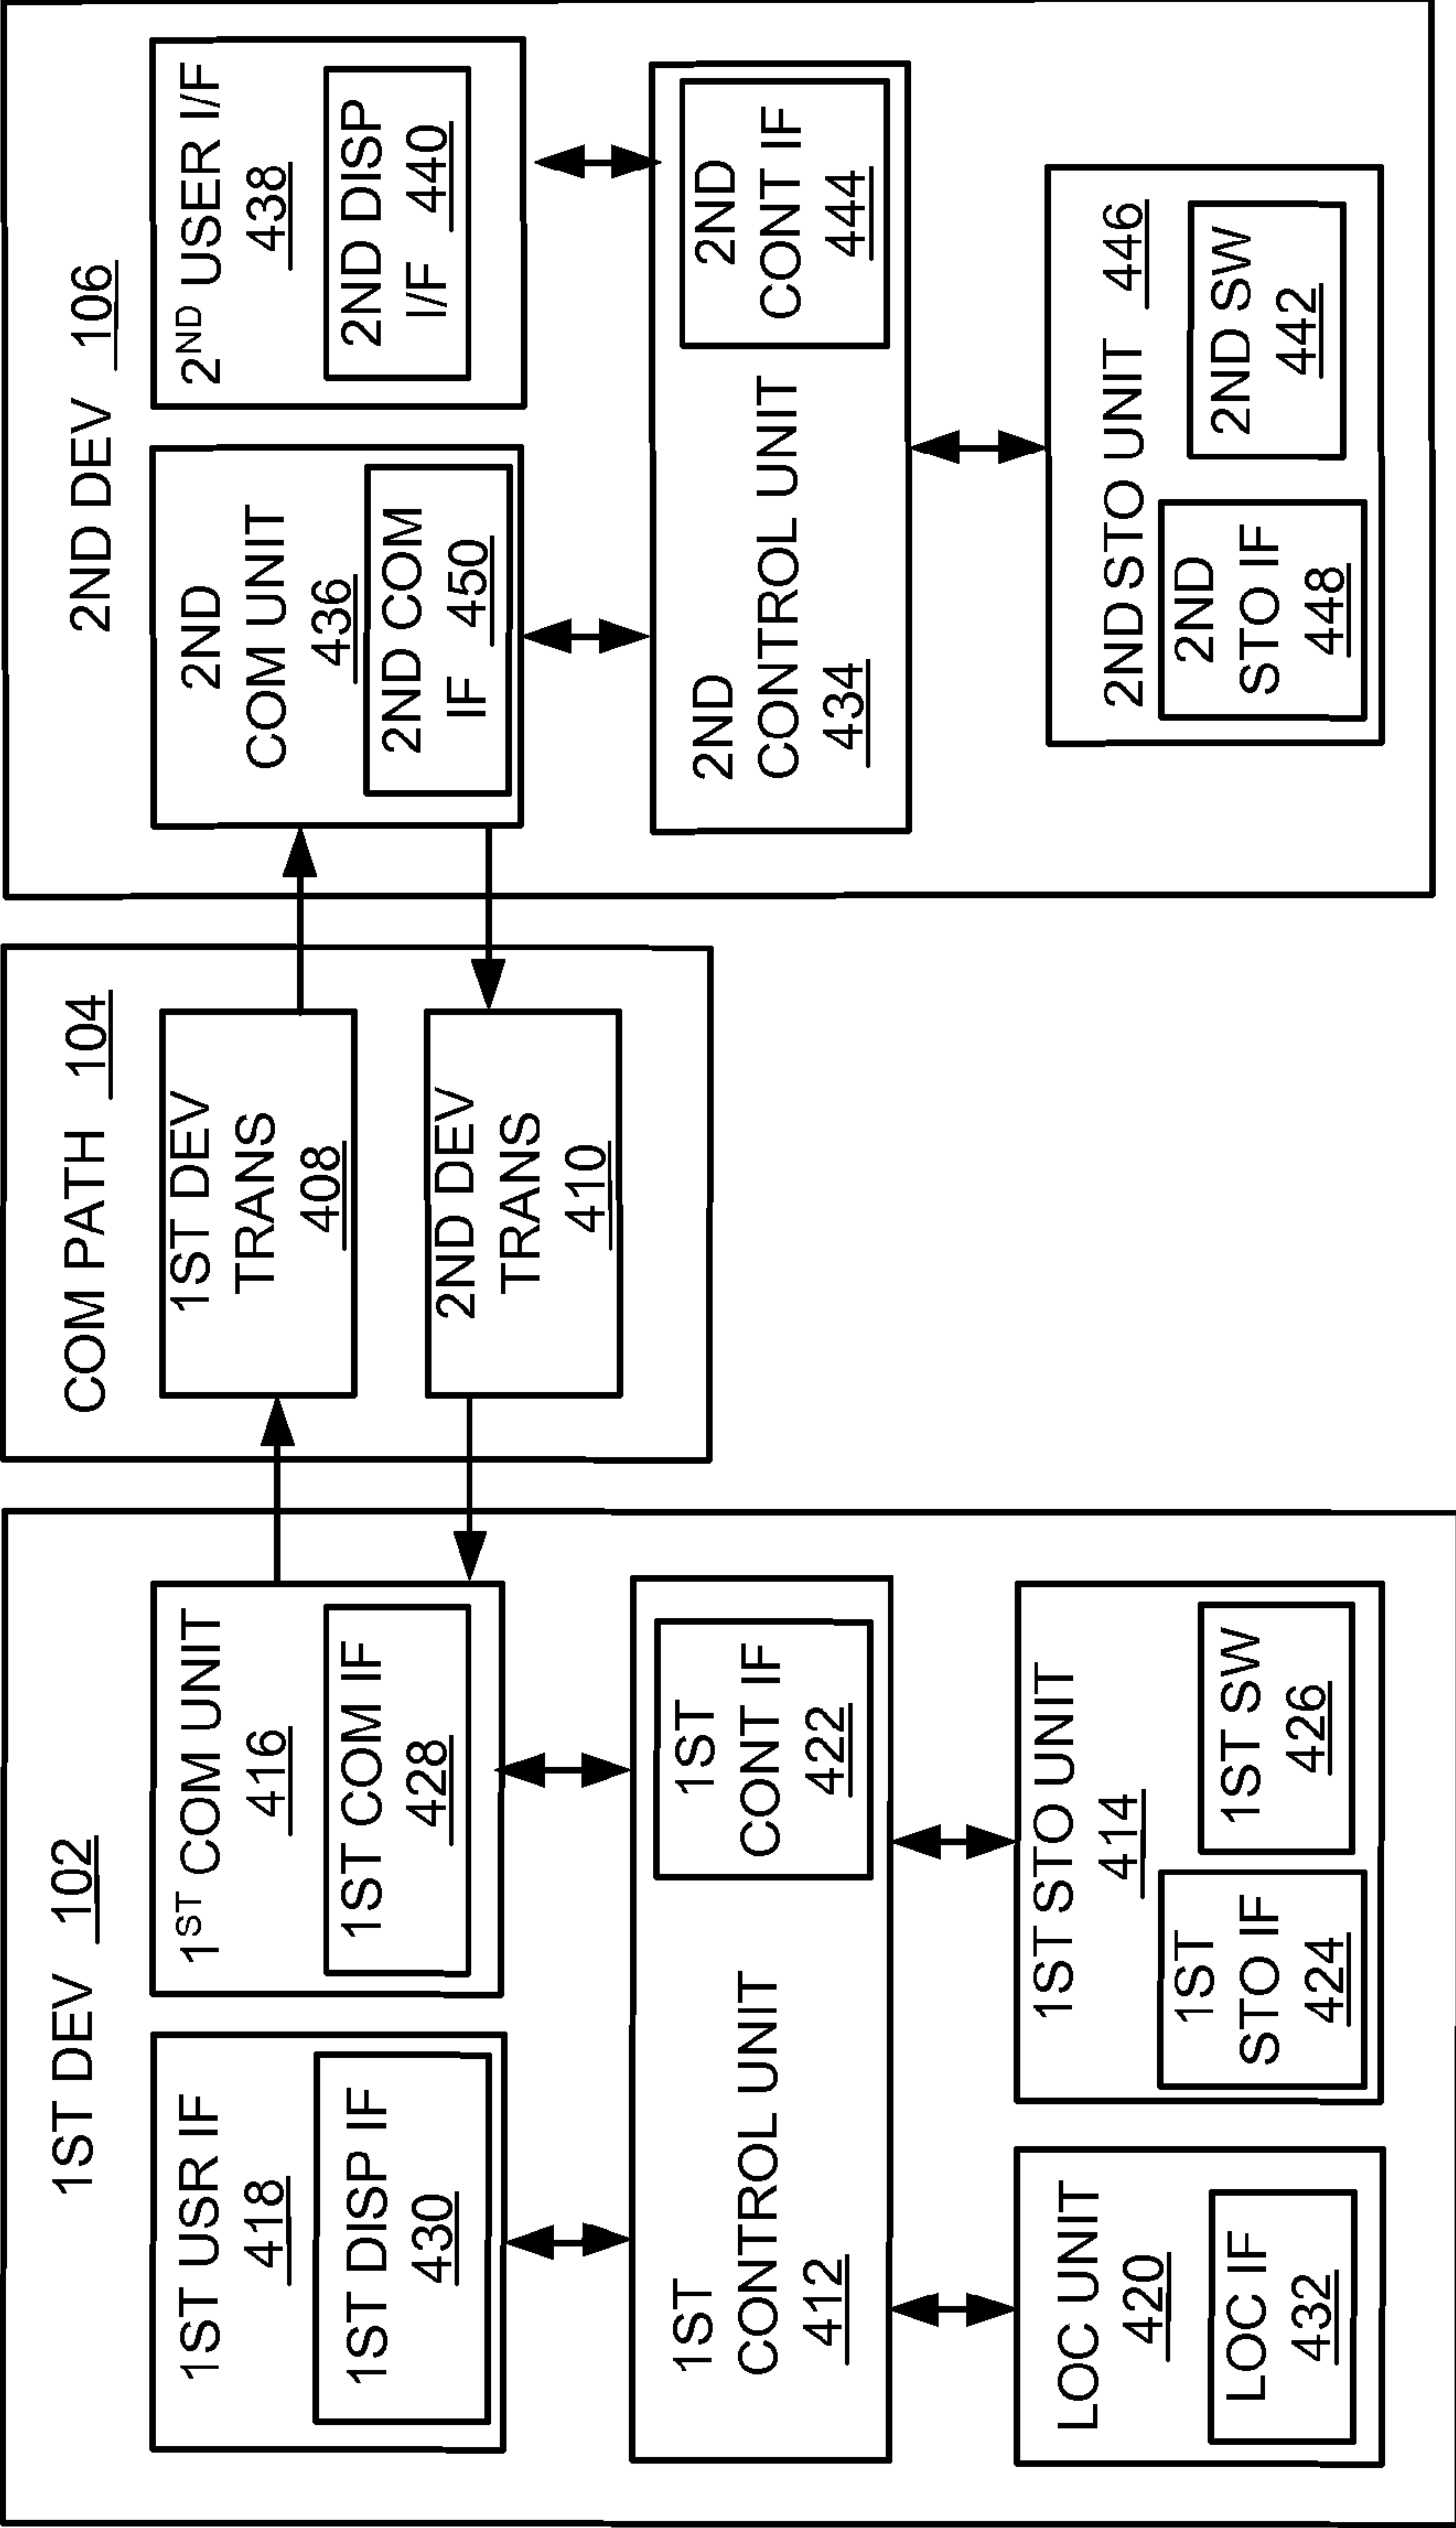 1ST DEV 102
1ST USR IF
418
1ST DISP IF
430
1ST COM UNIT
416
1ST COM IF
428
1ST
CONTROL UNIT
412
1ST
CONT IF
422
LOC UNIT
420
LOC IF
432
1ST STO UNIT
414
1ST
STO IF
424
1ST SW
426
COM PATH 104
1ST DEV
TRANS
408
2ND DEV
TRANS
410
2ND DEV 106
2ND
COM UNIT
436
2ND COM
IF 450
2ND USER I/F
438
2ND DISP
I/F 440
2ND
CONTROL UNIT
434
2ND
CONT IF
444
2ND STO UNIT 446
2ND
STO IF
448
2ND SW
442